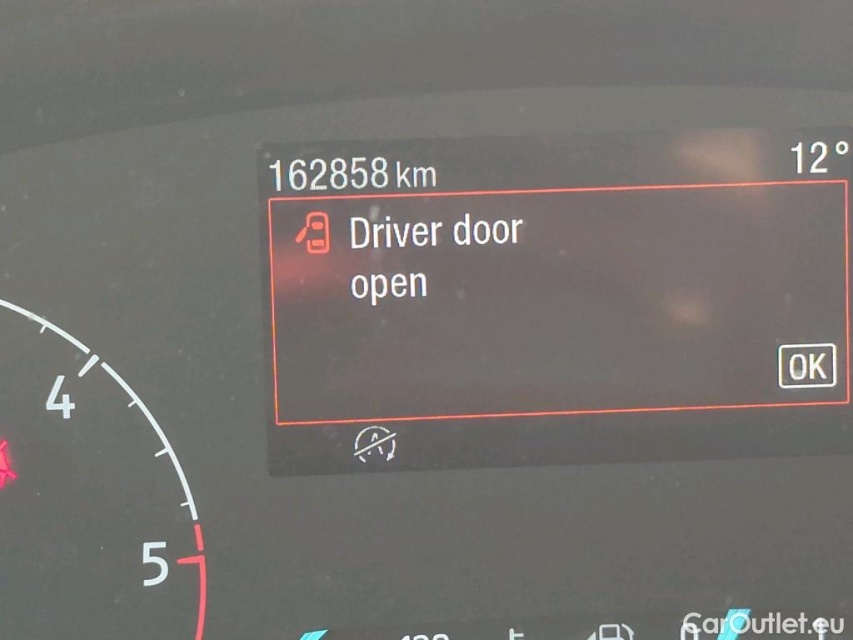 162858 km
12°
Driver door
open
OK
4
5
CarOutlet.eu